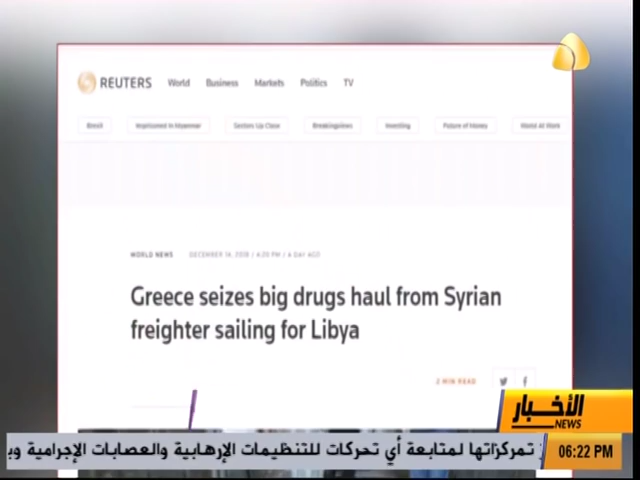 REUTERS World Business Markets Politics TV
Brexit Imprisoned in Myanmar Sectors Up Close Breakingviews Investing Future of Money World At Work
WORLD NEWS DECEMBER 14, 2018 / 4:20 PM / A DAY AGO
Greece seizes big drugs haul from Syrian
freighter sailing for Libya
2 MIN READ
الأخبار
NEWS
تمركزاتها لمتابعة أي تحركات للتنظيمات الإرهابية والعصابات الإجرامية
06:22 PM